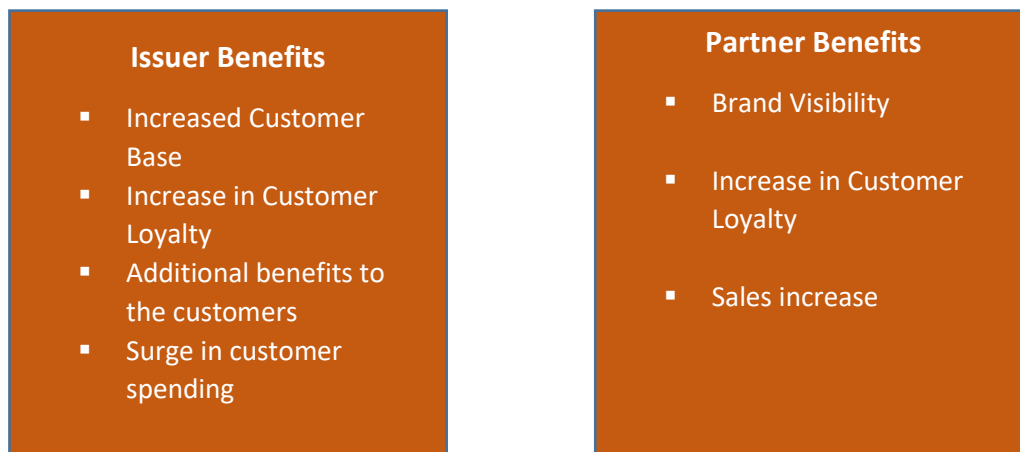 Issuer Benefits
▪ Increased Customer
Base
▪ Increase in Customer
Loyalty
▪ Additional benefits to
the customers
▪ Surge in customer
spending
Partner Benefits
▪ Brand Visibility
▪ Increase in Customer
Loyalty
▪ Sales increase